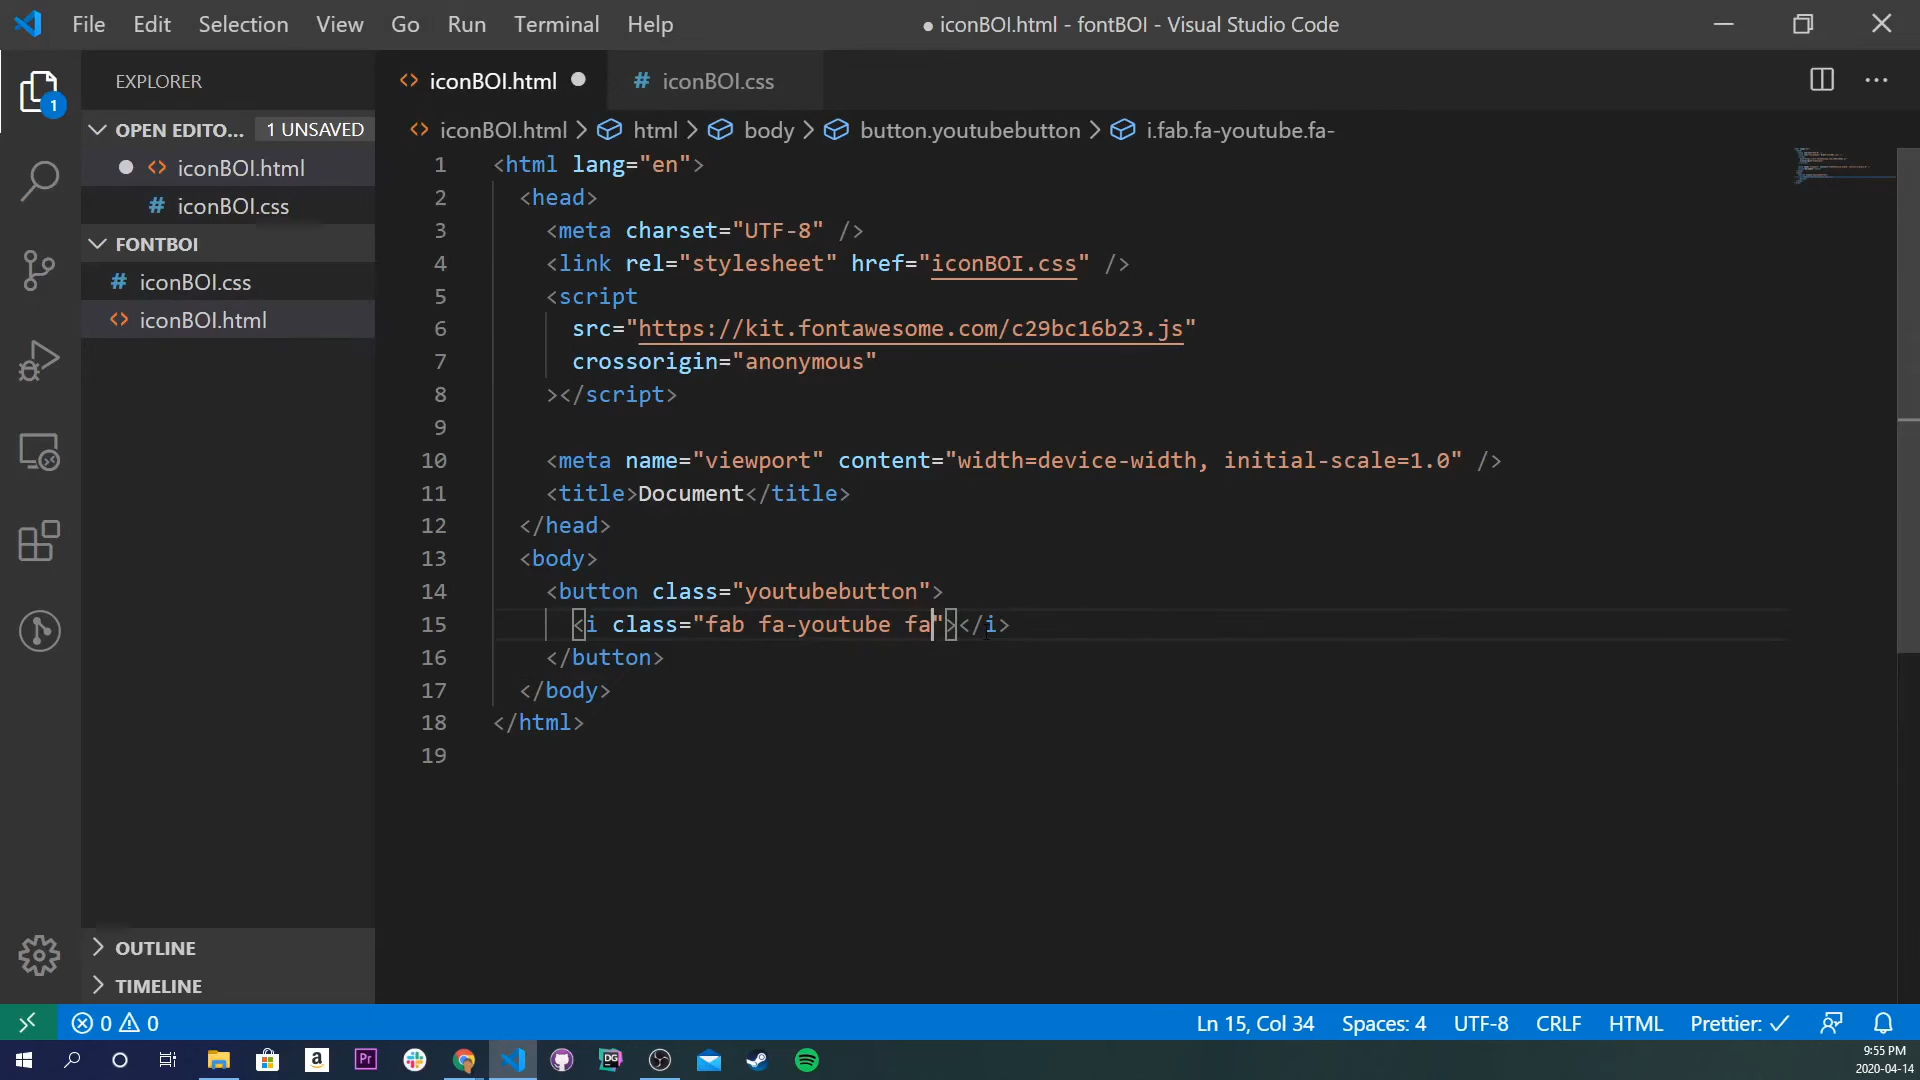 File Edit Selection View Go Run Terminal Help ● iconBOI.html - fontBOI - Visual Studio Code
EXPLORER
1
OPEN EDITO... 1 UNSAVED
iconBOI.html
# iconBOI.css
FONTBOI
# iconBOI.css
<> iconBOI.html
OUTLINE
TIMELINE
<> iconBOI.html ● # iconBOI.css ...
<> iconBOI.html > html > body > button.youtubebutton > i.fab.fa-youtube.fa-
1 <html lang="en">
2 <head>
3 <meta charset="UTF-8" />
4 <link rel="stylesheet" href="iconBOI.css" />
5 <script
6 src="https://kit.fontawesome.com/c29bc16b23.js"
7 crossorigin="anonymous"
8 ></script>
9
10 <meta name="viewport" content="width=device-width, initial-scale=1.0" />
11 <title>Document</title>
12 </head>
13 <body>
14 <button class="youtubebutton">
15 <i class="fab fa-youtube fa"></i>
16 </button>
17 </body>
18 </html>
19
0 0 Ln 15, Col 34 Spaces: 4 UTF-8 CRLF HTML Prettier: ✓
a Pr DG
9:55 PM
2020-04-14